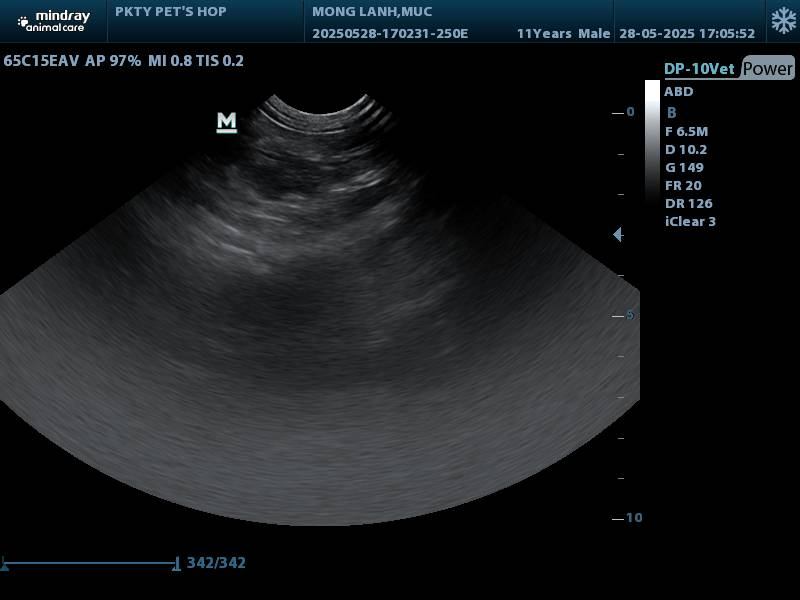 mindray
animal care
PKTY PET'S HOP
MONG LANH,MUC
20250528-170231-250E
11Years Male
28-05-2025 17:05:52
65C15EAV AP 97% MI 0.8 TIS 0.2
DP-10Vet
Power
M
ABD
B
F 6.5M
D 10.2
G 149
FR 20
DR 126
iClear 3
0
5
10
342/342